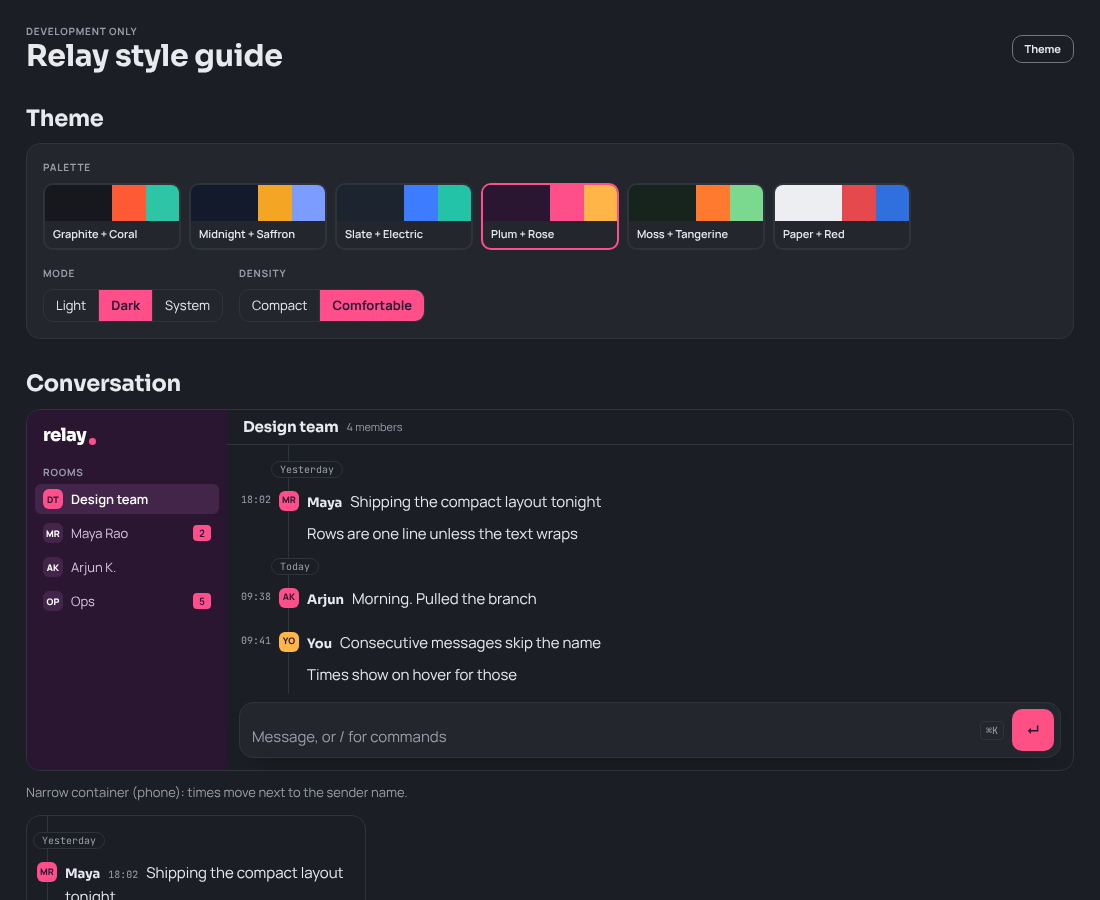 DEVELOPMENT ONLY
Relay style guide
Theme
Theme
PALETTE
Graphite + Coral
Midnight + Saffron
Slate + Electric
Plum + Rose
Moss + Tangerine
Paper + Red
MODE
DENSITY
Light
Dark
System
Compact
Comfortable
Conversation
relay.
ROOMS
DT Design team
MR Maya Rao 2
AK Arjun K.
OP Ops 5
Design team 4 members
Yesterday
18:02 MR Maya Shipping the compact layout tonight
Rows are one line unless the text wraps
Today
09:38 AK Arjun Morning. Pulled the branch
09:41 YO You Consecutive messages skip the name
Times show on hover for those
Message, or / for commands ⌘K
Narrow container (phone): times move next to the sender name.
Yesterday
MR Maya 18:02 Shipping the compact layout
tonight